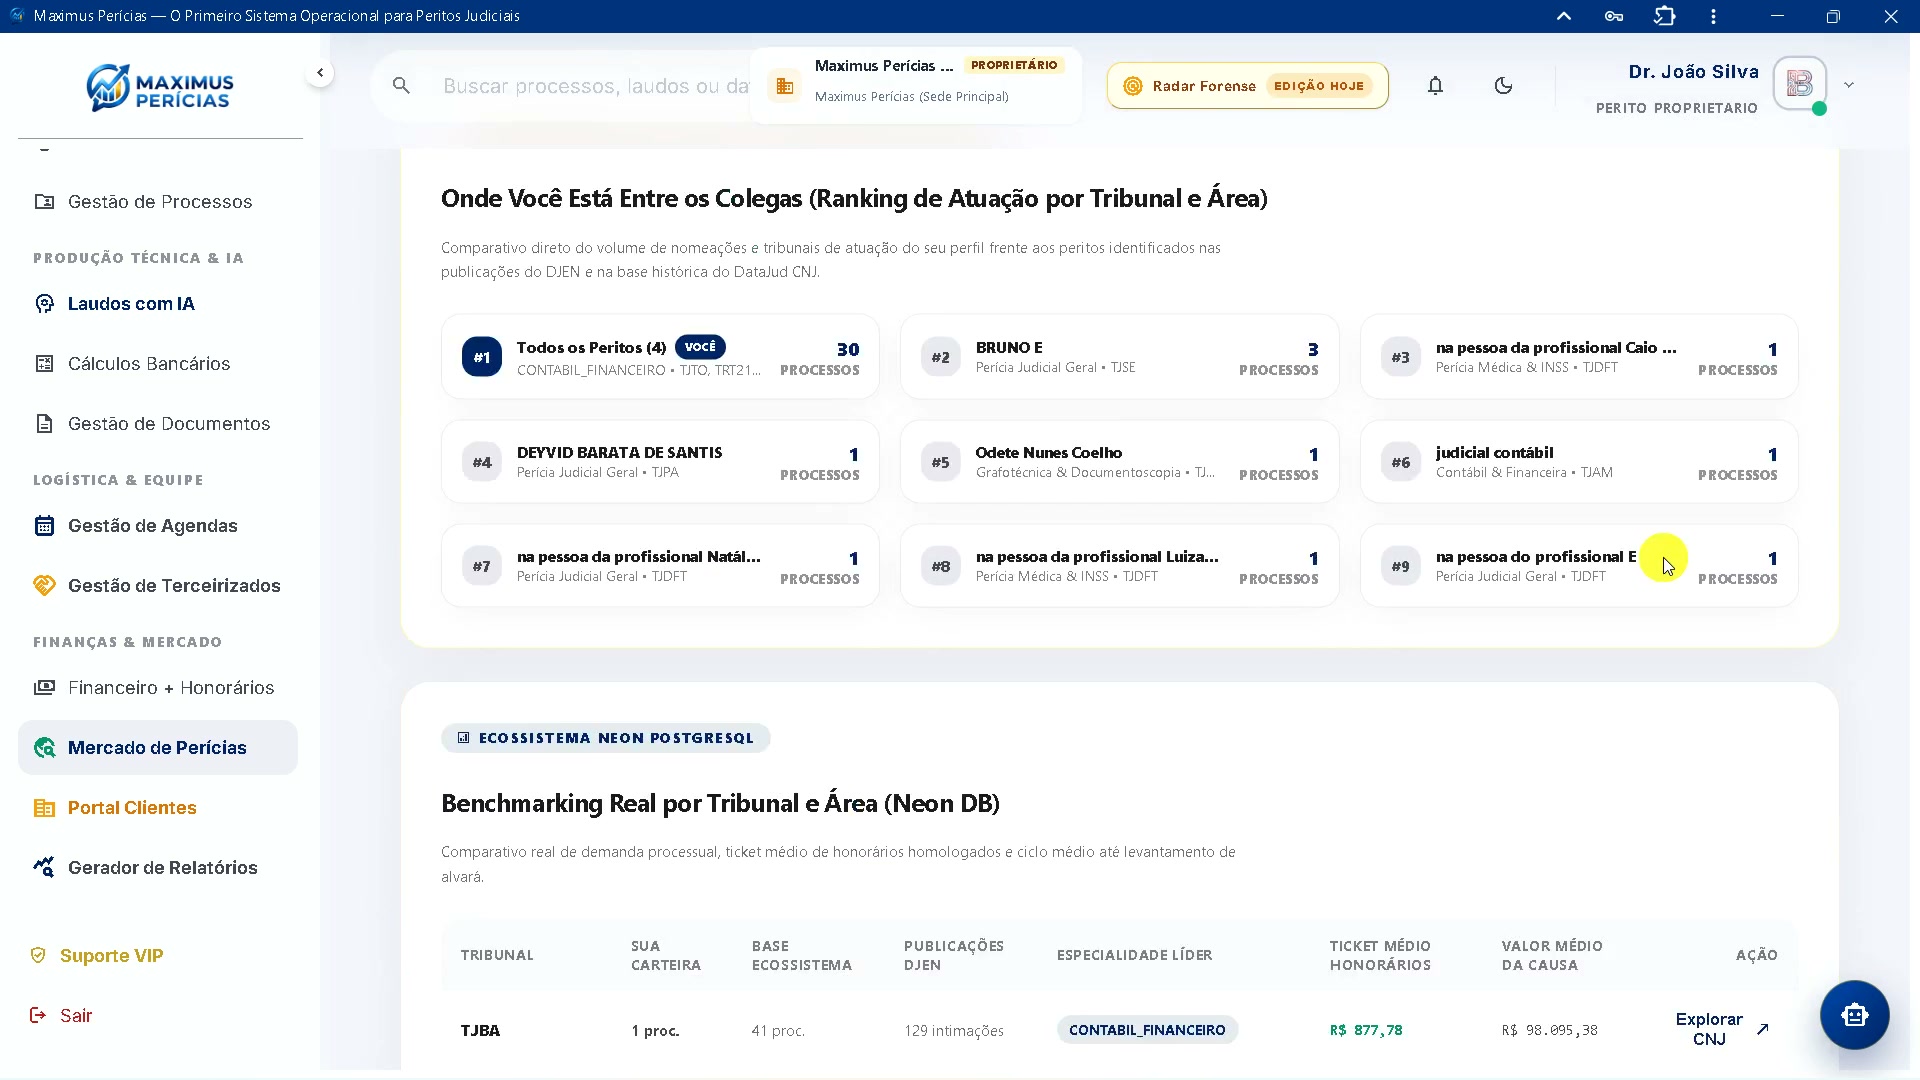 Maximus Perícias — O Primeiro Sistema Operacional para Peritos Judiciais
MAXIMUS
PERÍCIAS
Gestão de Processos
PRODUÇÃO TÉCNICA & IA
Laudos com IA
Cálculos Bancários
Gestão de Documentos
LOGÍSTICA & EQUIPE
Gestão de Agendas
Gestão de Terceirizados
FINANÇAS & MERCADO
Financeiro + Honorários
Mercado de Perícias
Portal Clientes
Gerador de Relatórios
Suporte VIP
Sair
Buscar processos, laudos ou da
Maximus Perícias ... PROPRIETÁRIO
Maximus Perícias (Sede Principal)
Radar Forense EDIÇÃO HOJE
Dr. João Silva
PERITO PROPRIETARIO
Onde Você Está Entre os Colegas (Ranking de Atuação por Tribunal e Área)
Comparativo direto do volume de nomeações e tribunais de atuação do seu perfil frente aos peritos identificados nas
publicações do DJEN e na base histórica do DataJud CNJ.
#1 Todos os Peritos (4) VOCÊ 30
CONTABIL_FINANCEIRO • TJTO, TRT21... PROCESSOS
#2 BRUNO E 3
Perícia Judicial Geral • TJSE PROCESSOS
#3 na pessoa da profissional Caio ... 1
Perícia Médica & INSS • TJDFT PROCESSOS
#4 DEYVID BARATA DE SANTIS 1
Perícia Judicial Geral • TJPA PROCESSOS
#5 Odete Nunes Coelho 1
Grafotécnica & Documentoscopia • TJ... PROCESSOS
#6 judicial contábil 1
Contábil & Financeira • TJAM PROCESSOS
#7 na pessoa da profissional Natál... 1
Perícia Judicial Geral • TJDFT PROCESSOS
#8 na pessoa da profissional Luiza... 1
Perícia Médica & INSS • TJDFT PROCESSOS
#9 na pessoa do profissional E 1
Perícia Judicial Geral • TJDFT PROCESSOS
ECOSSISTEMA NEON POSTGRESQL
Benchmarking Real por Tribunal e Área (Neon DB)
Comparativo real de demanda processual, ticket médio de honorários homologados e ciclo médio até levantamento de
alvará.
TRIBUNAL
SUA
CARTEIRA
BASE
ECOSSISTEMA
PUBLICAÇÕES
DJEN
ESPECIALIDADE LÍDER
TICKET MÉDIO
HONORÁRIOS
VALOR MÉDIO
DA CAUSA
AÇÃO
TJBA 1 proc. 41 proc. 129 intimações CONTABIL_FINANCEIRO R$ 877,78 R$ 98.095,38
Explorar
CNJ